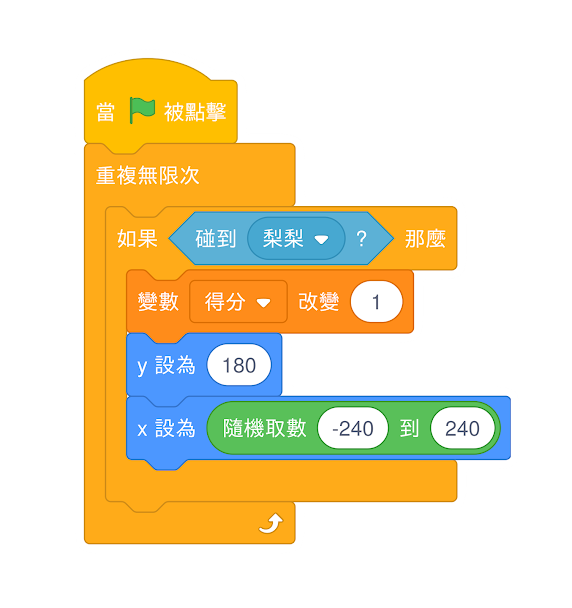 當 被點擊
重複無限次
如果 碰到 梨梨 ? 那麼
變數 得分 改變 1
y 設為 180
x 設為 隨機取數 -240 到 240